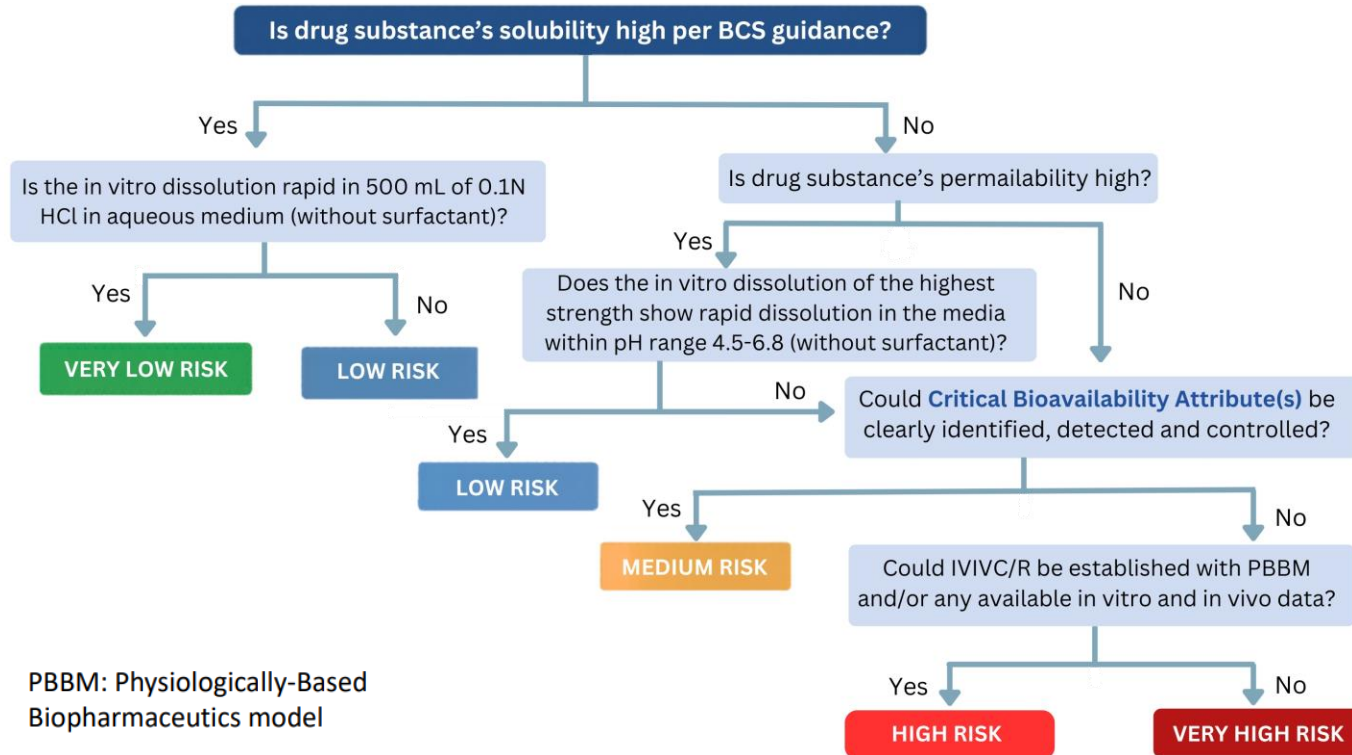 Is drug substance's solubility high per BCS guidance?
Yes
No
Is the in vitro dissolution rapid in 500 mL of 0.1N
HCl in aqueous medium (without surfactant)?
Is drug substance's permailability high?
Yes
No
Yes
No
VERY LOW RISK
LOW RISK
Does the in vitro dissolution of the highest
strength show rapid dissolution in the media
within pH range 4.5-6.8 (without surfactant)?
Yes
No
LOW RISK
Could Critical Bioavailability Attribute(s) be
clearly identified, detected and controlled?
Yes
No
MEDIUM RISK
Could IVIVC/R be established with PBBM
and/or any available in vitro and in vivo data?
Yes
No
HIGH RISK
VERY HIGH RISK
PBBM: Physiologically-Based
Biopharmaceutics model